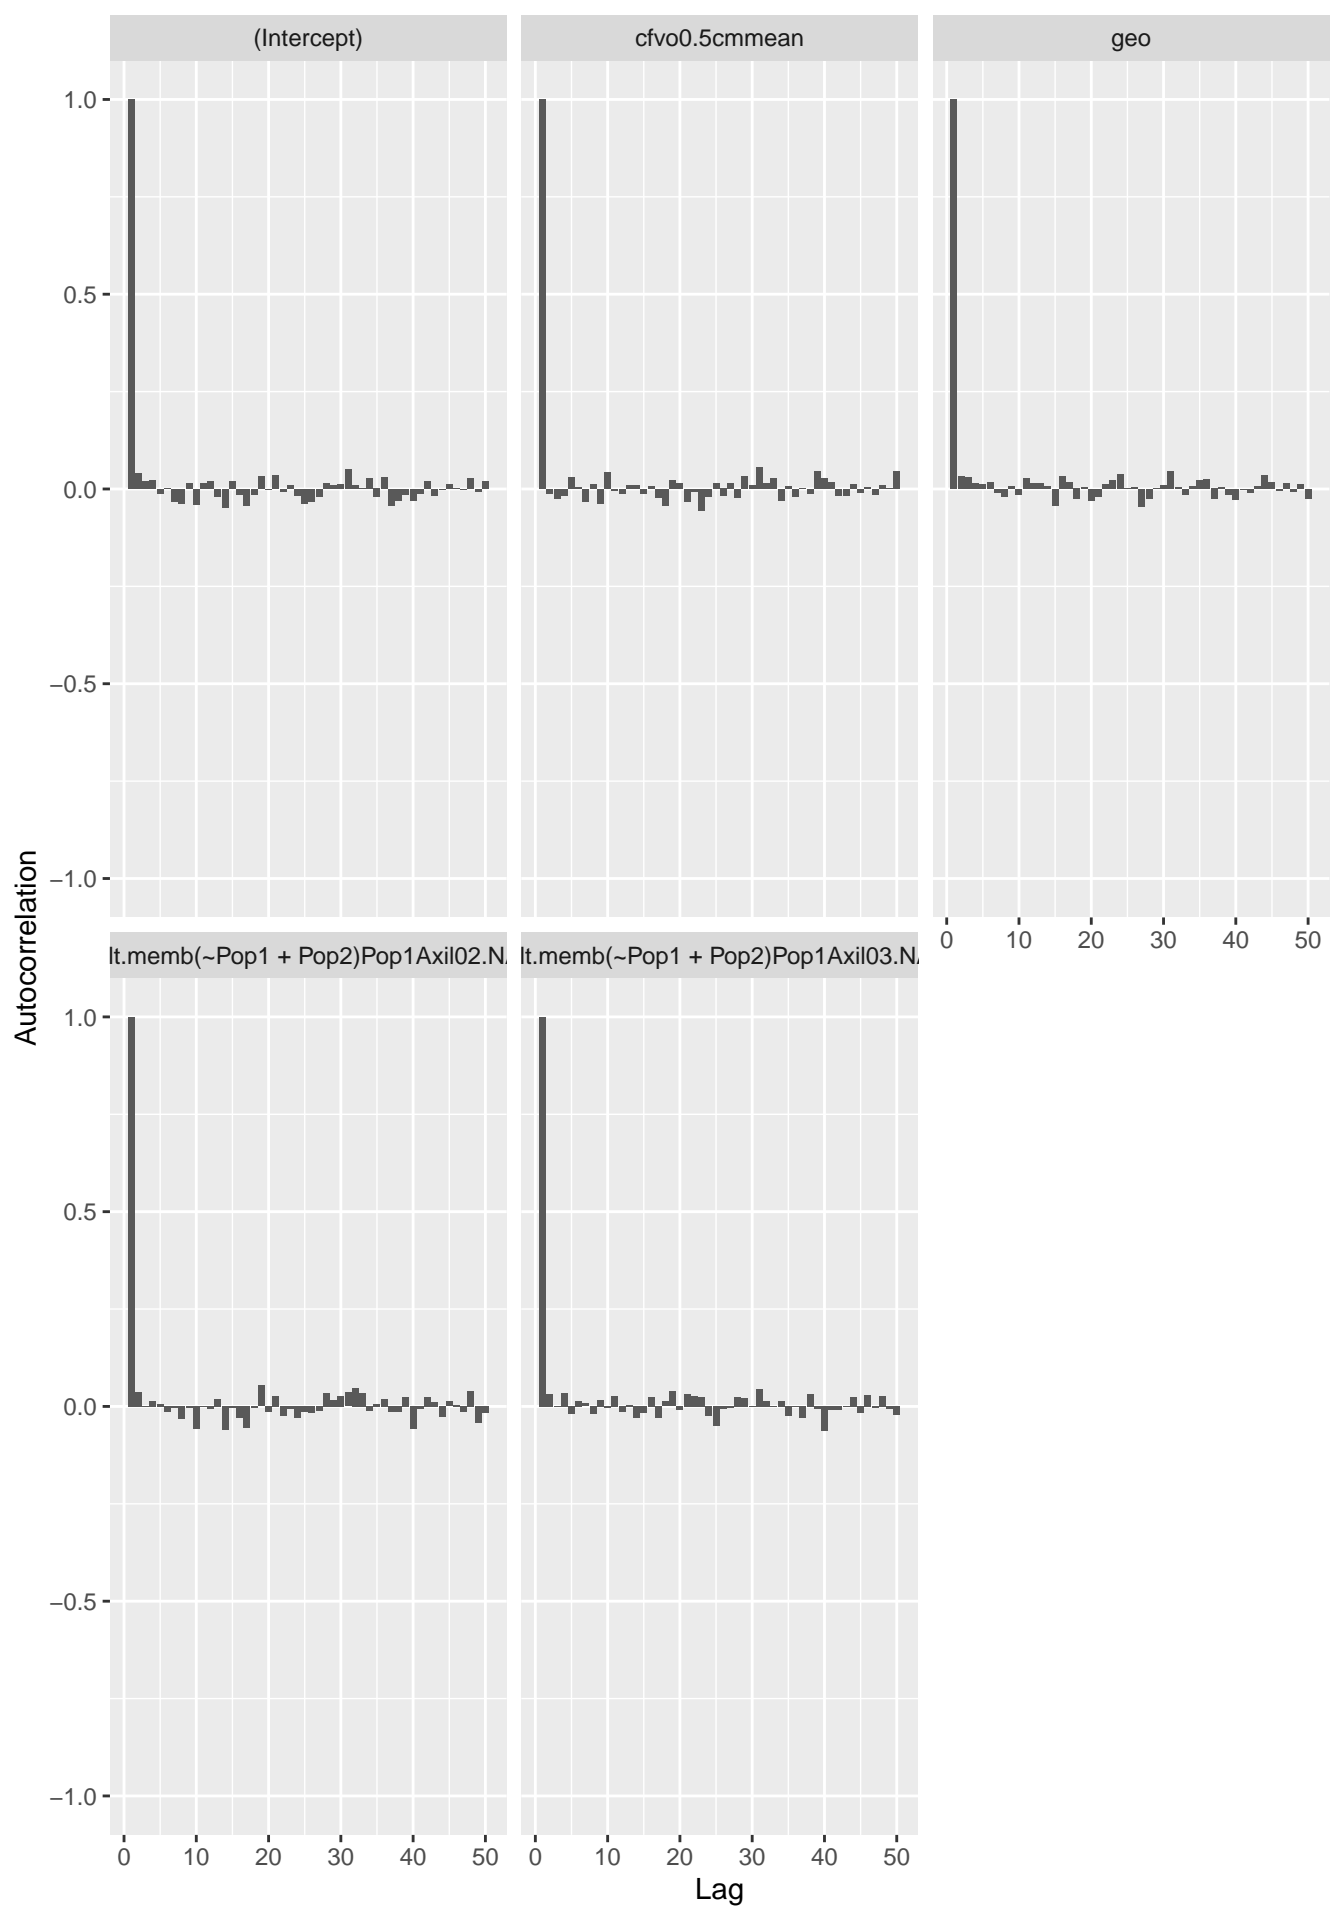 (Intercept) cfvo0.5cmmean geo
1.0
0.5
0.0
−0.5
−1.0
0 10 20 30 40 50
lt.memb(~Pop1 + Pop2)Pop1Axil02.N lt.memb(~Pop1 + Pop2)Pop1Axil03.N
1.0
0.5
0.0
−0.5
−1.0
0 10 20 30 40 50 0 10 20 30 40 50
Lag
Autocorrelation